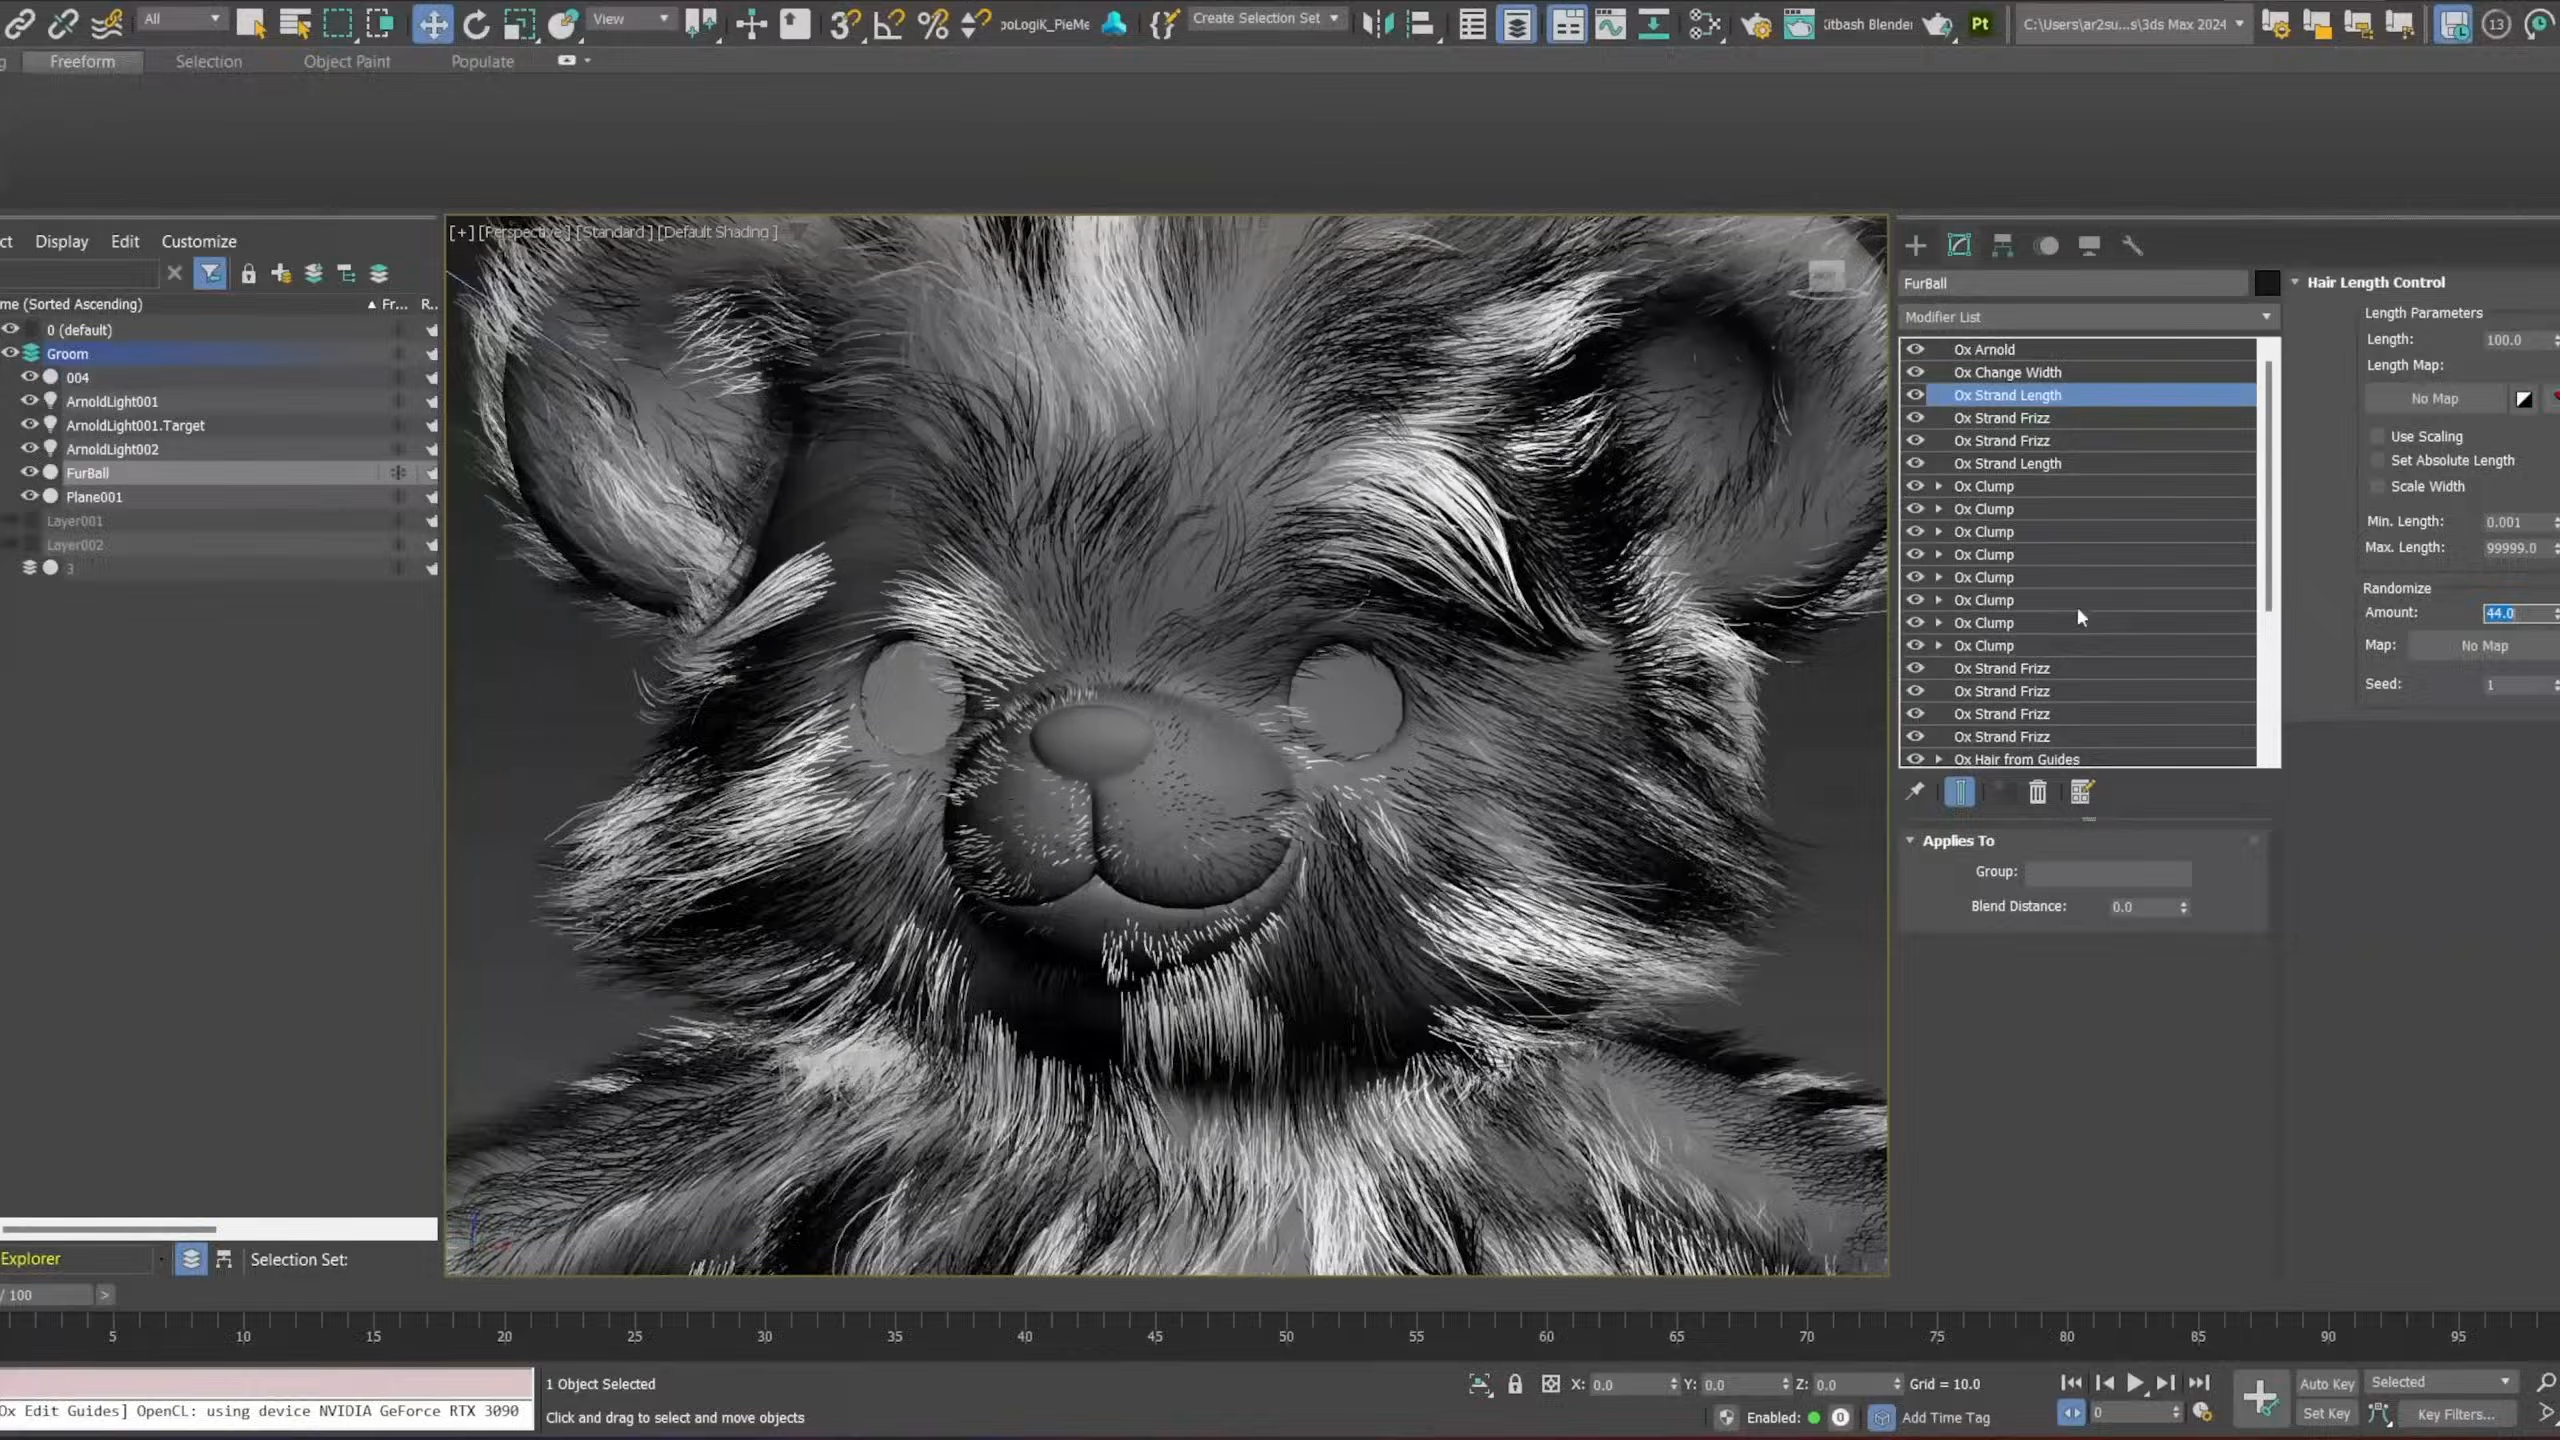 All
View
3
poLogiK_PieMe
Create Selection Set
Kitbash Blender
Pt
C:\Users\ar2su...s\3ds Max 2024
13
Freeform
Selection
Object Paint
Populate
Display
Edit
Customize
me (Sorted Ascending)
Fr...
R..
0 (default)
Groom
004
ArnoldLight001
ArnoldLight001.Target
ArnoldLight002
FurBall
Plane001
Layer001
Layer002
3
Explorer
Selection Set:
[+] [Perspective] [Standard] [Default Shading]
FurBall
Modifier List
Ox Arnold
Ox Change Width
Ox Strand Length
Ox Strand Frizz
Ox Strand Frizz
Ox Strand Length
Ox Clump
Ox Clump
Ox Clump
Ox Clump
Ox Clump
Ox Clump
Ox Clump
Ox Clump
Ox Strand Frizz
Ox Strand Frizz
Ox Strand Frizz
Ox Strand Frizz
Ox Hair from Guides
Applies To
Group:
Blend Distance: 0.0
Hair Length Control
Length Parameters
Length: 100.0
Length Map:
No Map
Use Scaling
Set Absolute Length
Scale Width
Min. Length: 0.001
Max. Length: 99999.0
Randomize
Amount: 44.0
Map: No Map
Seed: 1
/ 100
>
5 10 15 20 25 30 35 40 45 50 55 60 65 70 75 80 85 90 95
Ox Edit Guides] OpenCL: using device NVIDIA GeForce RTX 3090
1 Object Selected
Click and drag to select and move objects
X: 0.0 Y: 0.0 Z: 0.0 Grid = 10.0
Enabled: 0 Add Time Tag
0
Auto Key
Selected
Set Key
Key Filters...